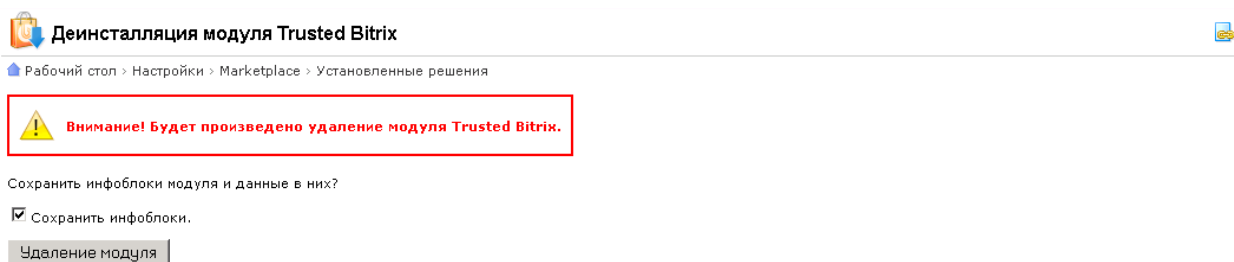 Деинсталляция модуля Trusted Bitrix
Рабочий стол › Настройки › Marketplace › Установленные решения
Внимание! Будет произведено удаление модуля Trusted Bitrix.
Сохранить инфоблоки модуля и данные в них?
Сохранить инфоблоки.
Удаление модуля